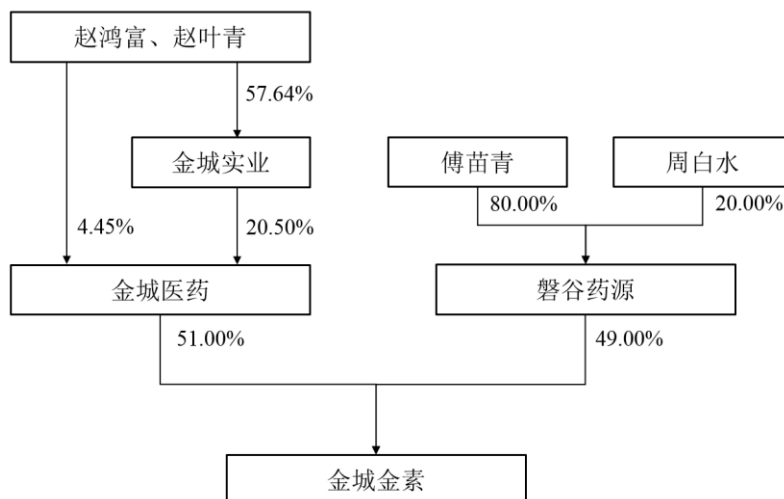 赵鸿富、赵叶青
57.64%
金城实业
傅苗青
周白水
4.45%
20.50%
80.00%
20.00%
金城医药
磐谷药源
51.00%
49.00%
金城金素